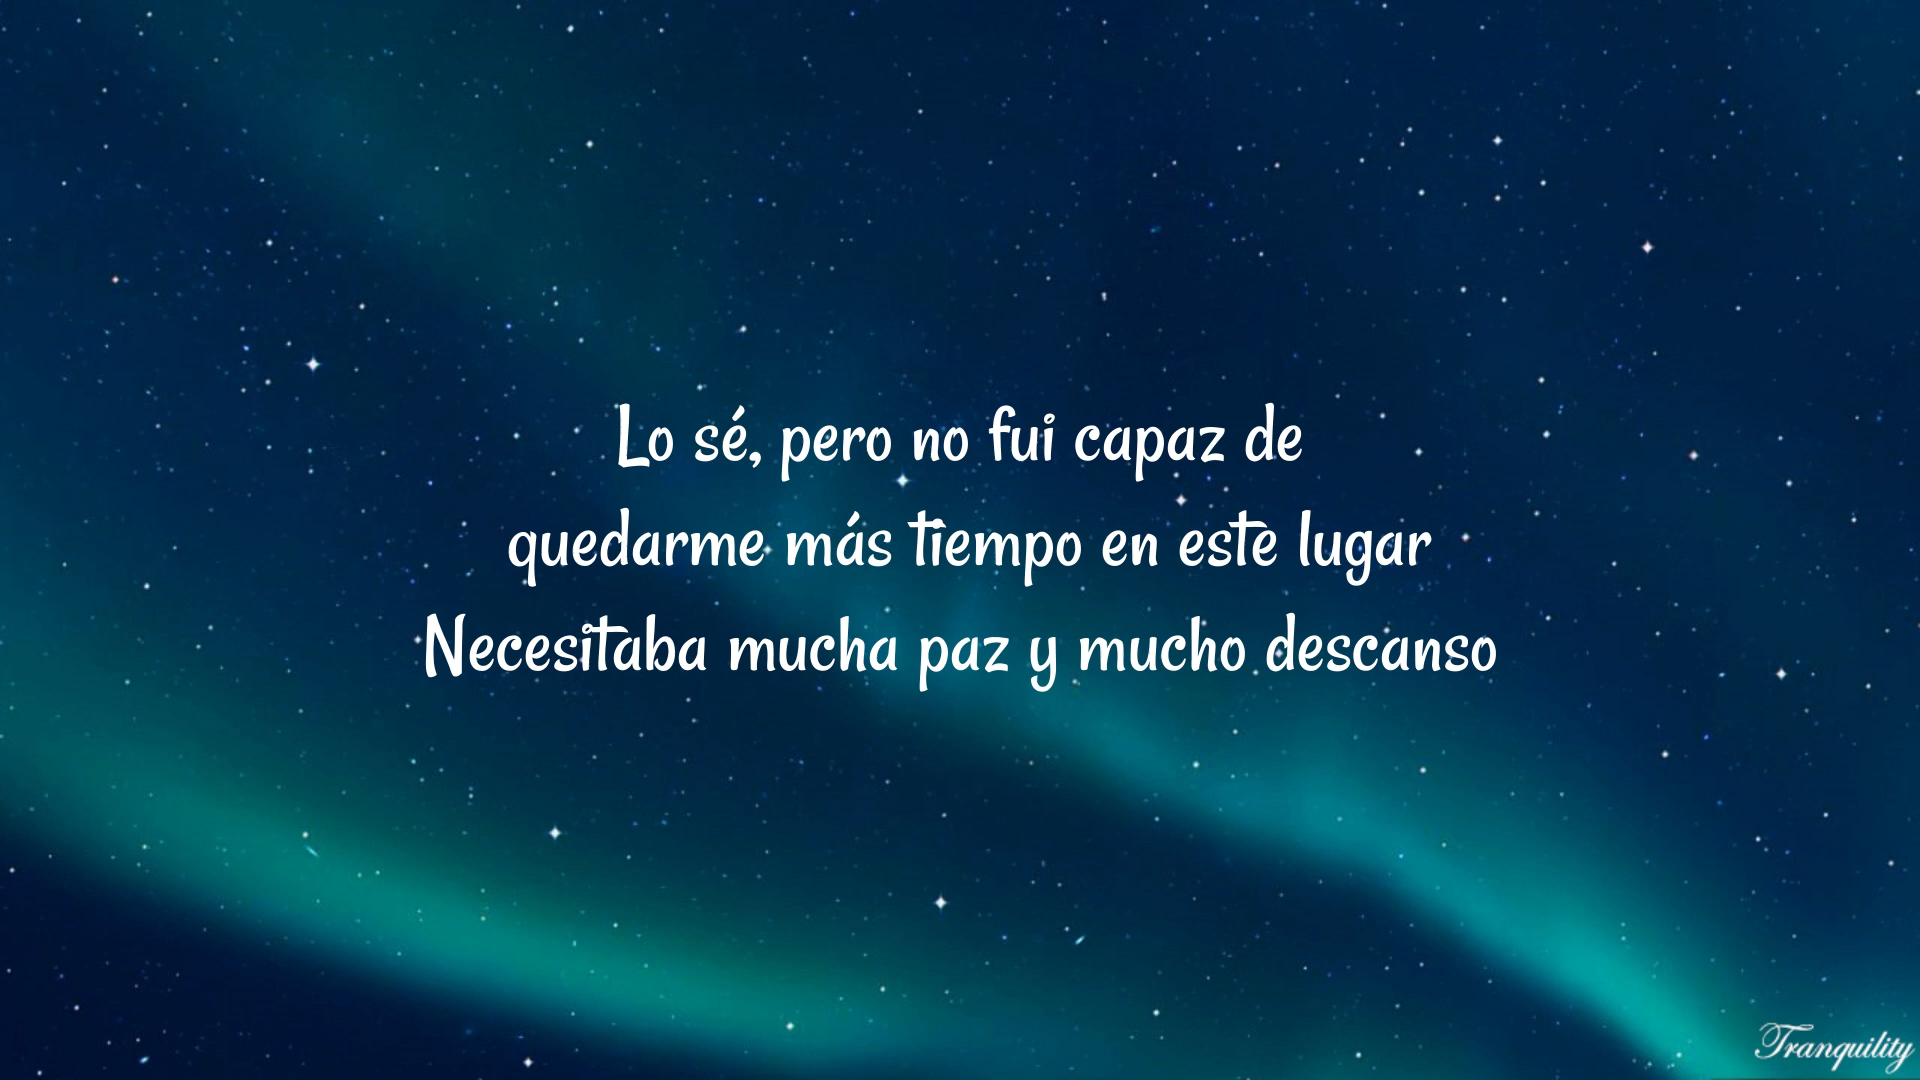 Lo sé, pero no fui capaz de
quedarme más tiempo en este lugar
Necesitaba mucha paz y mucho descanso
Tranquility